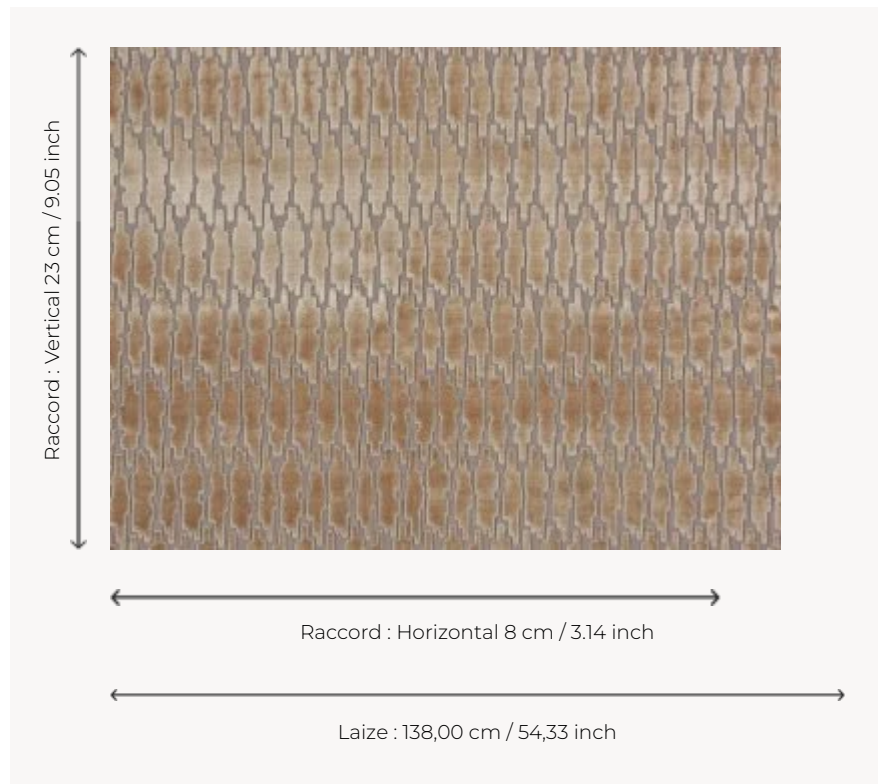 Raccord : Vertical 23 cm / 9.05 inch
Raccord : Horizontal 8 cm / 3.14 inch
Laize : 138,00 cm / 54,33 inch